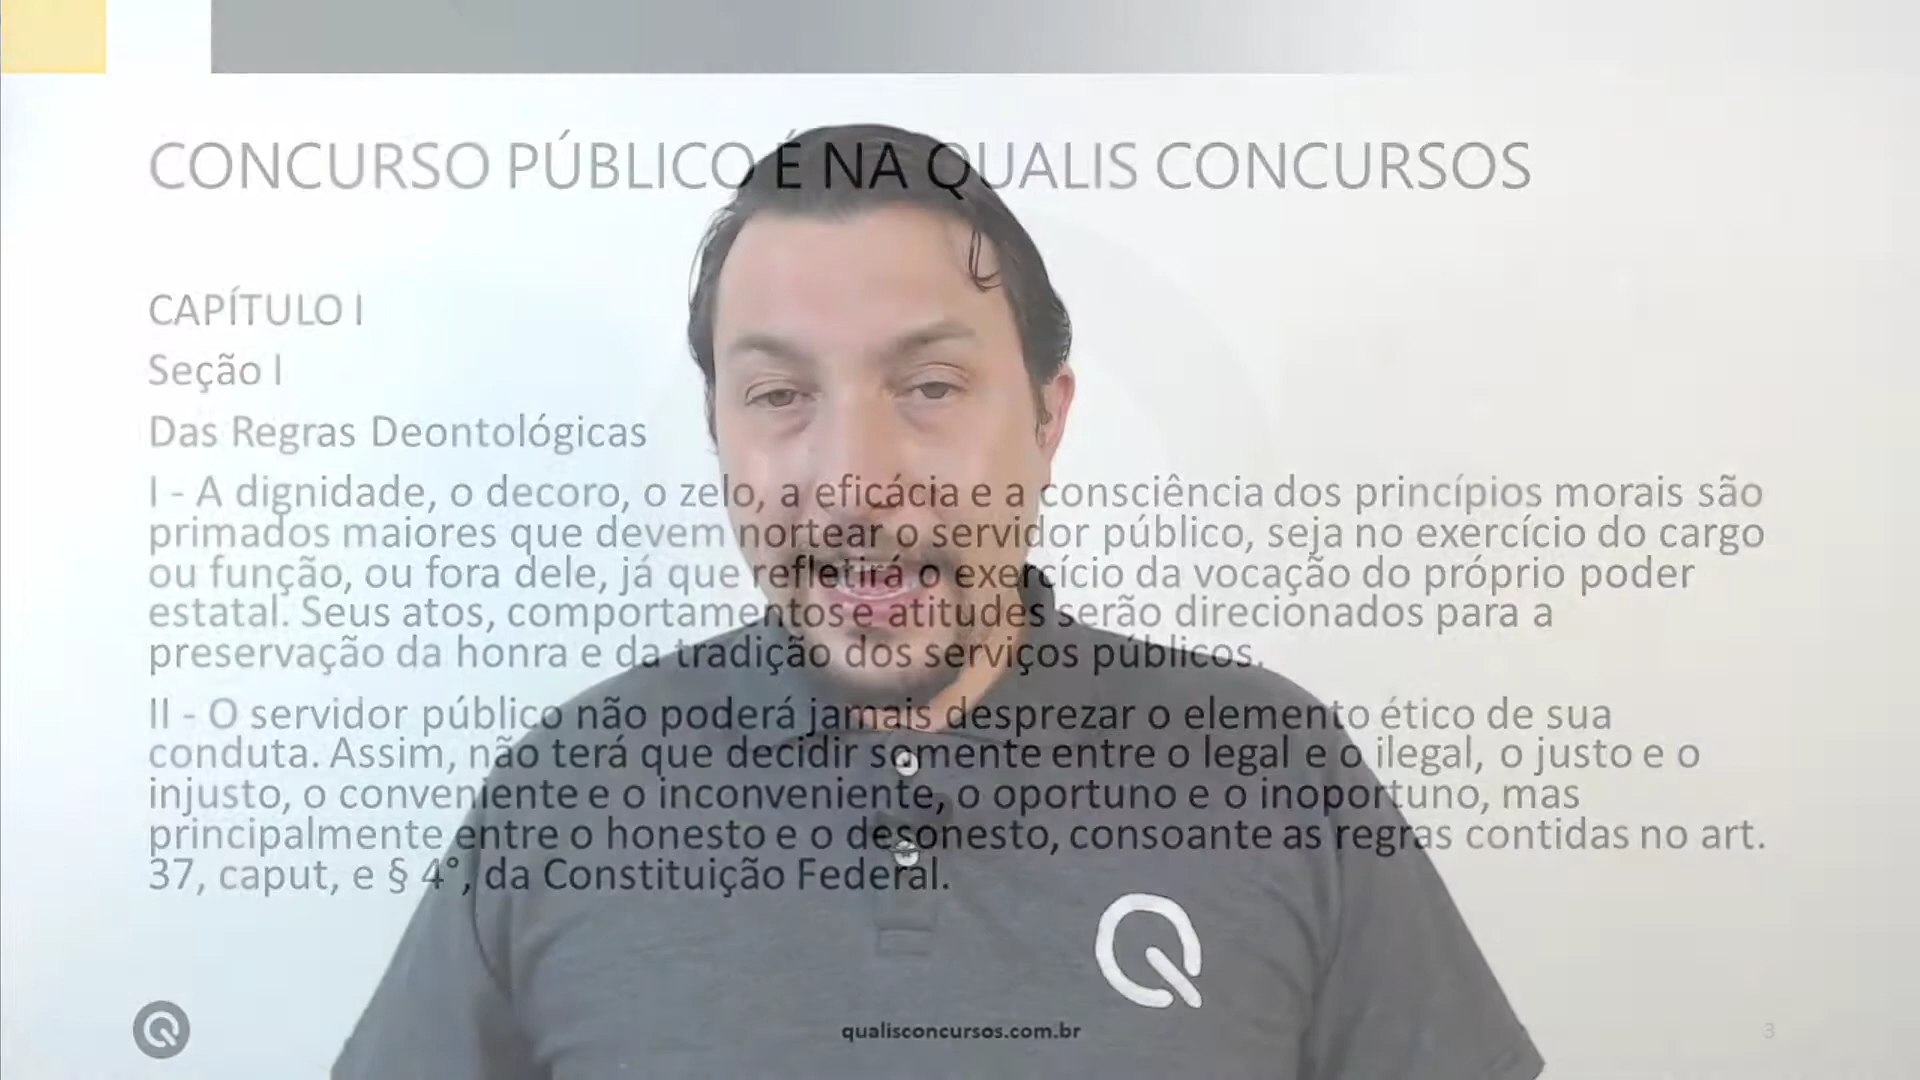 CONCURSO PÚBLICO É NA QUALIS CONCURSOS
CAPÍTULO I
Seção I
Das Regras Deontológicas
I - A dignidade, o decoro, o zelo, a eficácia e a consciência dos princípios morais são
primados maiores que devem nortear o servidor público, seja no exercício do cargo
ou função, ou fora dele, já que refletirá o exercício da vocação do próprio poder
estatal. Seus atos, comportamentos e atitudes serão direcionados para a
preservação da honra e da tradição dos serviços públicos.
II - O servidor público não poderá jamais desprezar o elemento ético de sua
conduta. Assim, não terá que decidir somente entre o legal e o ilegal, o justo e o
injusto, o conveniente e o inconveniente, o oportuno e o inoportuno, mas
principalmente entre o honesto e o desonesto, consoante as regras contidas no art.
37, caput, e § 4°, da Constituição Federal.
qualisconcursos.com.br
3